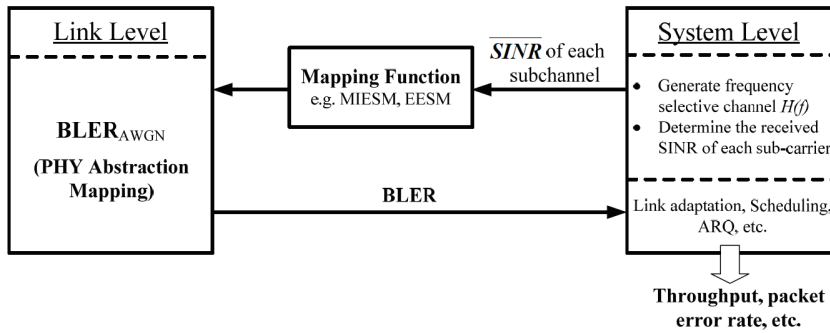 Link Level
BLER_AWGN
(PHY Abstraction
Mapping)
Mapping Function
e.g. MIESM, EESM
SINR of each
subchannel
BLER
System Level
• Generate frequency
selective channel H(f)
• Determine the received
SINR of each sub-carrier
Link adaptation, Scheduling,
ARQ, etc.
Throughput, packet
error rate, etc.